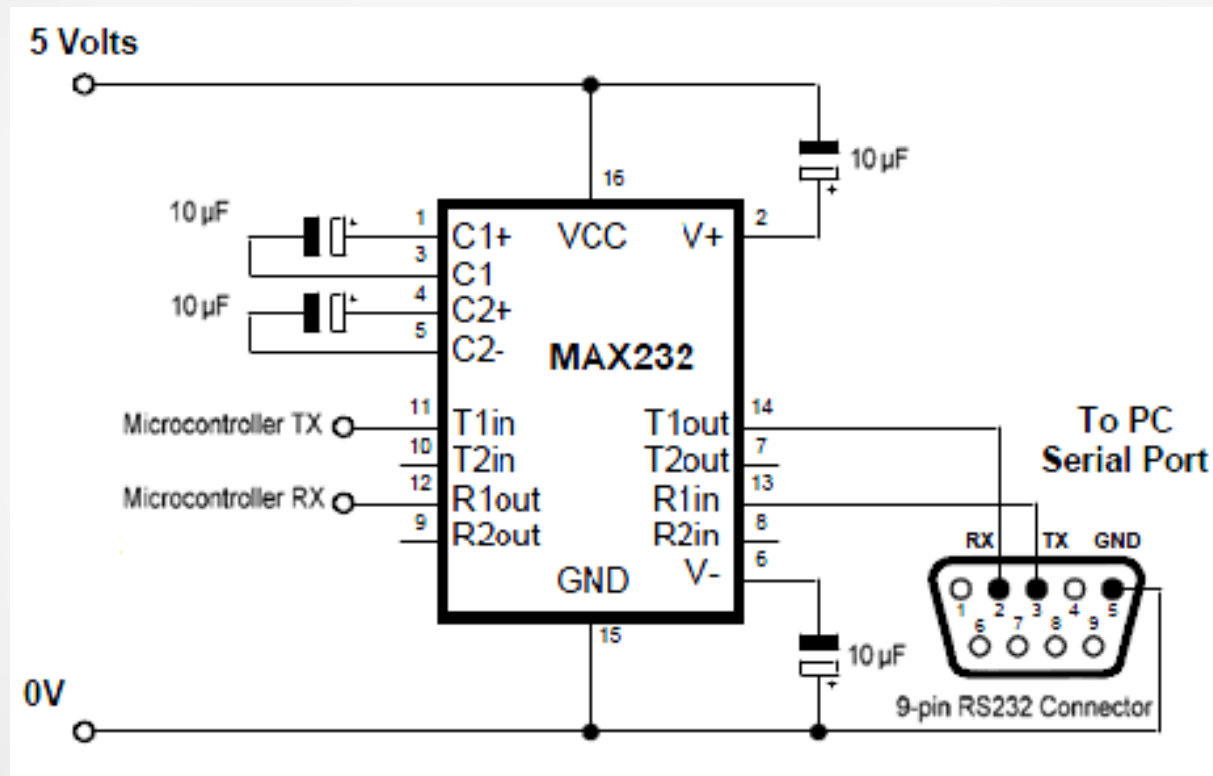 5 Volts
10 µF
16
10 µF
1
C1+
VCC
V+
2
3
C1
10 µF
4
C2+
5
C2-
MAX232
Microcontroller TX
11
T1in
T1out
14
To PC
Serial Port
10
T2in
T2out
7
Microcontroller RX
12
R1out
R1in
13
9
R2out
R2in
8
RX TX GND
GND
V-
6
1 2 3 4 5
6 7 8 9
15
10 µF
0V
9-pin RS232 Connector
+
+
+
+